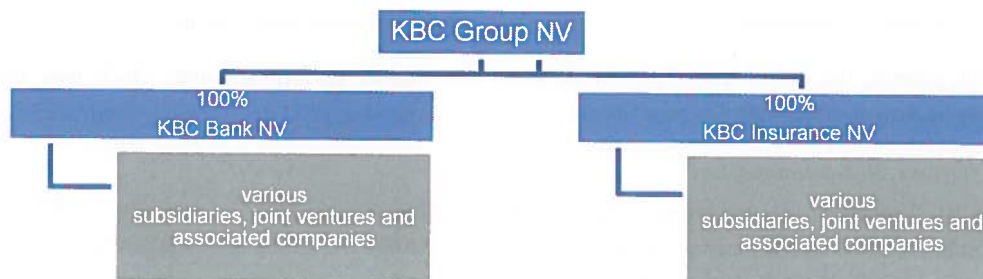 KBC Group NV
100%
KBC Bank NV
100%
KBC Insurance NV
various
subsidiaries, joint ventures and
associated companies
various
subsidiaries, joint ventures and
associated companies